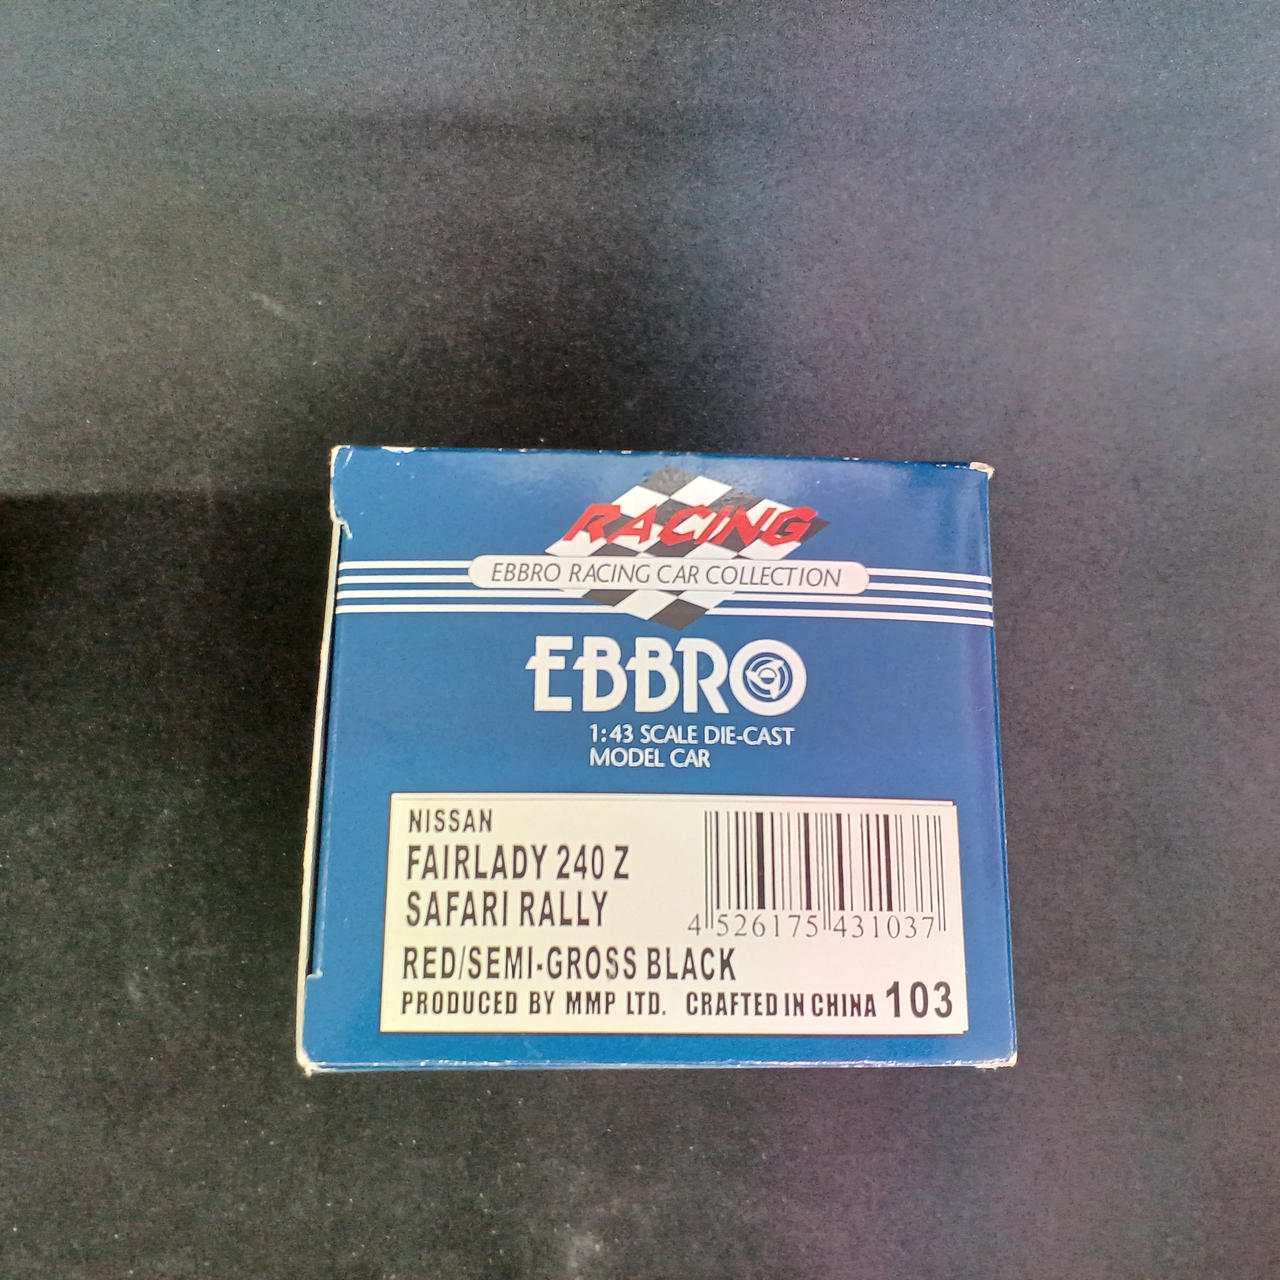 RACING
EBBRO RACING CAR COLLECTION
EBBRO
1:43 SCALE DIE-CAST
MODEL CAR
NISSAN
FAIRLADY 240 Z
SAFARI RALLY
4 526175 431037
RED/SEMI-GROSS BLACK
PRODUCED BY MMP LTD. CRAFTED IN CHINA 103